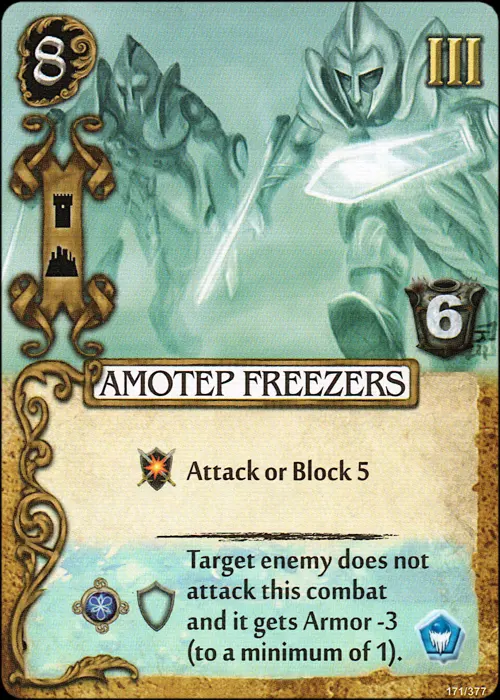 8
III
6
AMOTEP FREEZERS
Attack or Block 5
Target enemy does not
attack this combat
and it gets Armor -3
(to a minimum of 1).
171/377